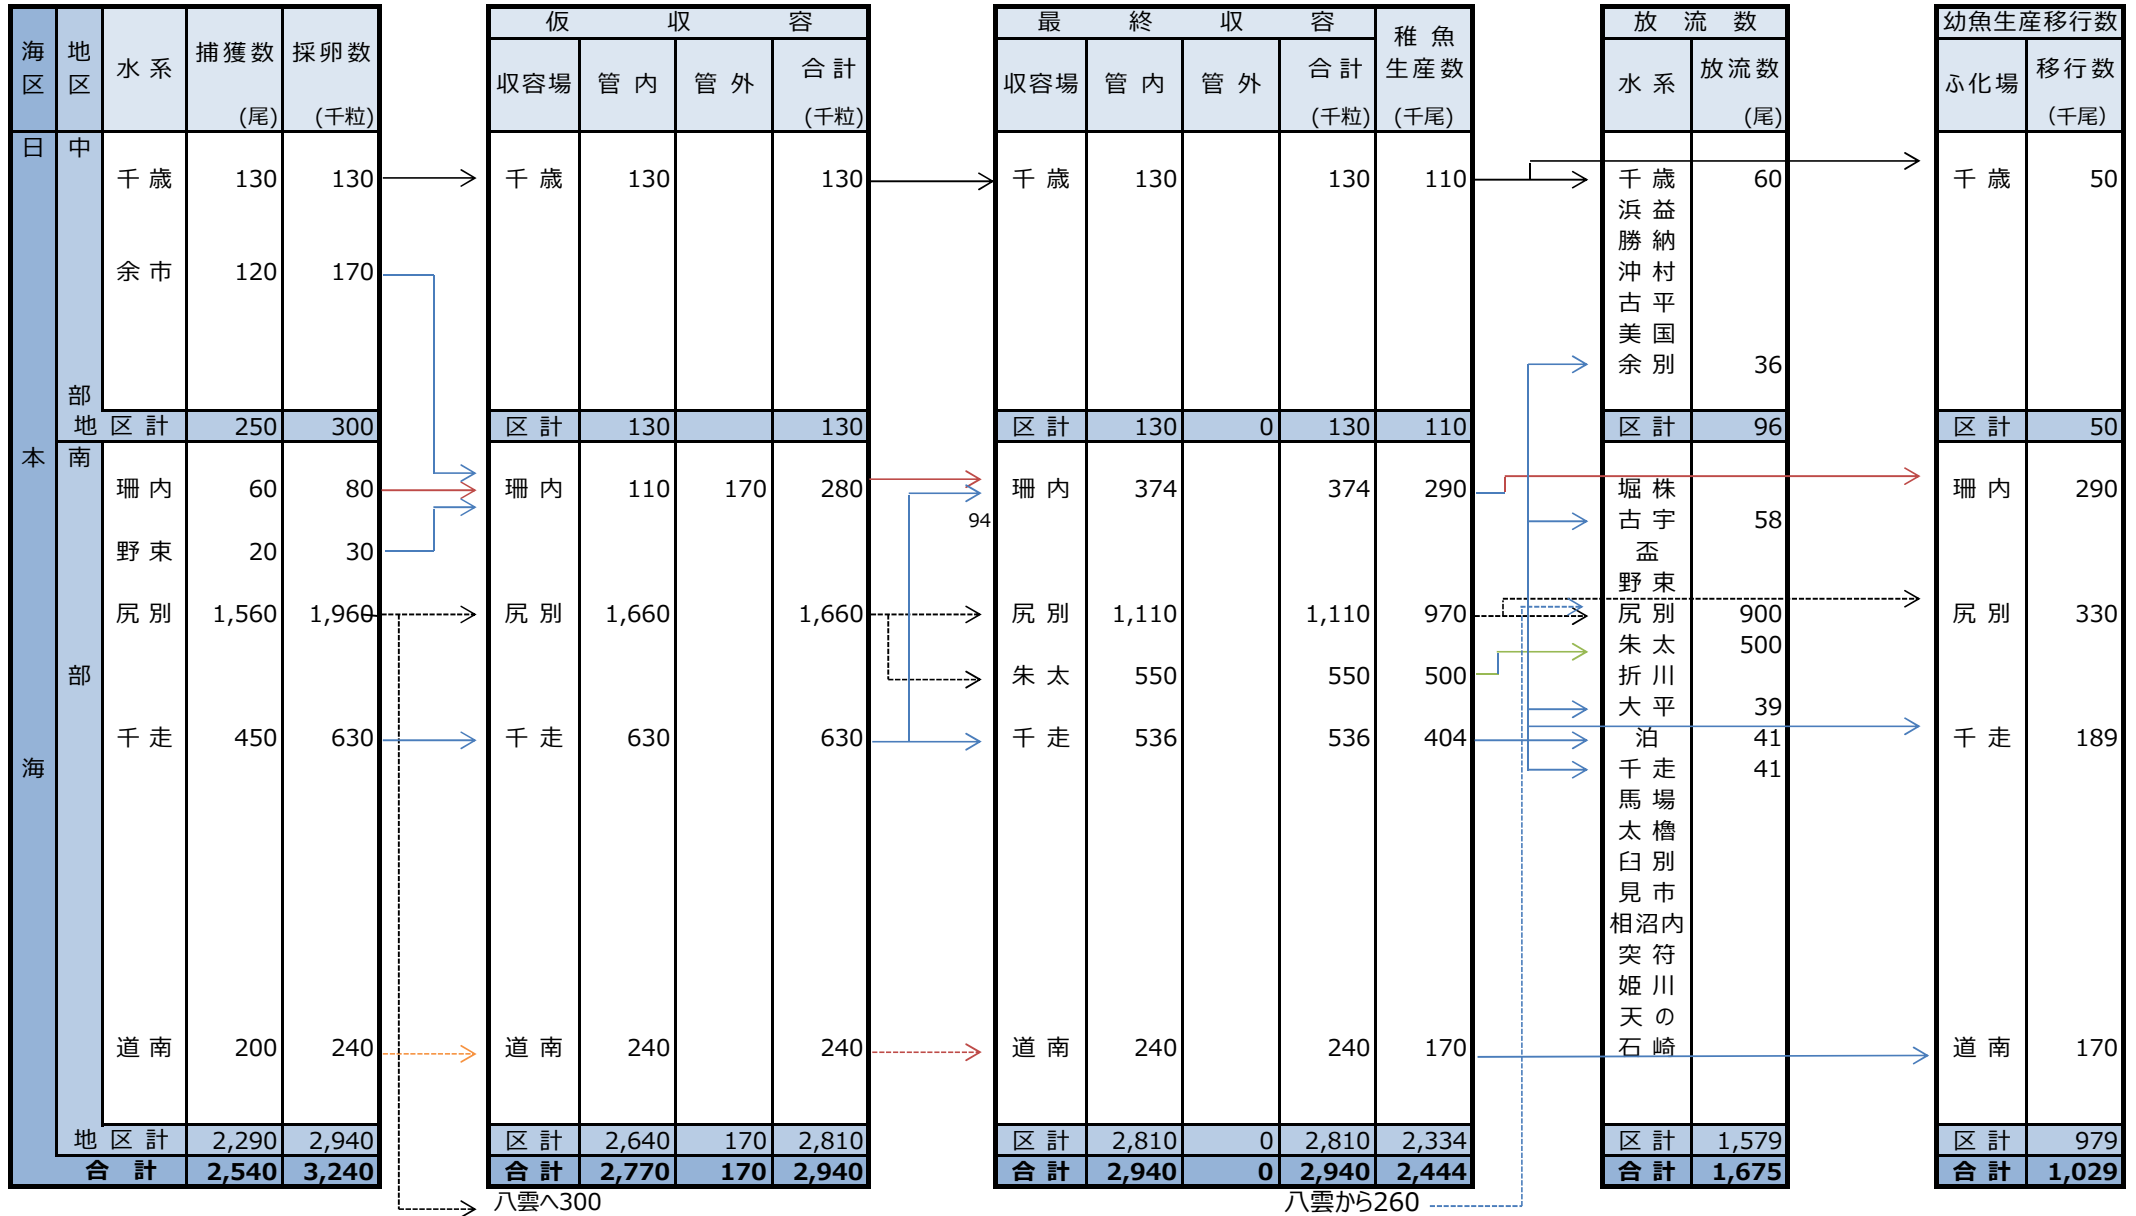 海区 地区 水系 捕獲数 (尾) 採卵数 (千粒)
仮収容
収容場 管内 管外 合計 (千粒)
最終収容
収容場 管内 管外 合計 (千粒) 稚魚生産数 (千尾)
放流数
水系 放流数 (尾)
幼魚生産移行数
ふ化場 移行数 (千尾)
日本海
中部
千歳 130 130 千歳 130 130 千歳 130 130 110 千歳 60 千歳 50
浜益
勝納
余市 120 170 沖村
古平
美国
余別 36
地区計 250 300 区計 130 130 区計 130 0 130 110 区計 96 区計 50
南部
珊内 60 80 珊内 110 170 280 珊内 374 374 290 堀株 珊内 290
94 古宇 58
野束 20 30 盃
野束
尻別 1,560 1,960 尻別 1,660 1,660 尻別 1,110 1,110 970 尻別 900 尻別 330
朱太 500
朱太 550 550 500 折川
大平 39
千走 450 630 千走 630 630 千走 536 536 404 泊 41 千走 189
千走 41
馬場
太櫓
臼別
見市
相沼内
突符
姫川
天の
道南 200 240 道南 240 240 道南 240 240 170 石崎 道南 170
地区計 2,290 2,940 区計 2,640 170 2,810 区計 2,810 0 2,810 2,334 区計 1,579 区計 979
合計 2,540 3,240 合計 2,770 170 2,940 合計 2,940 0 2,940 2,444 合計 1,675 合計 1,029
八雲へ300 八雲から260